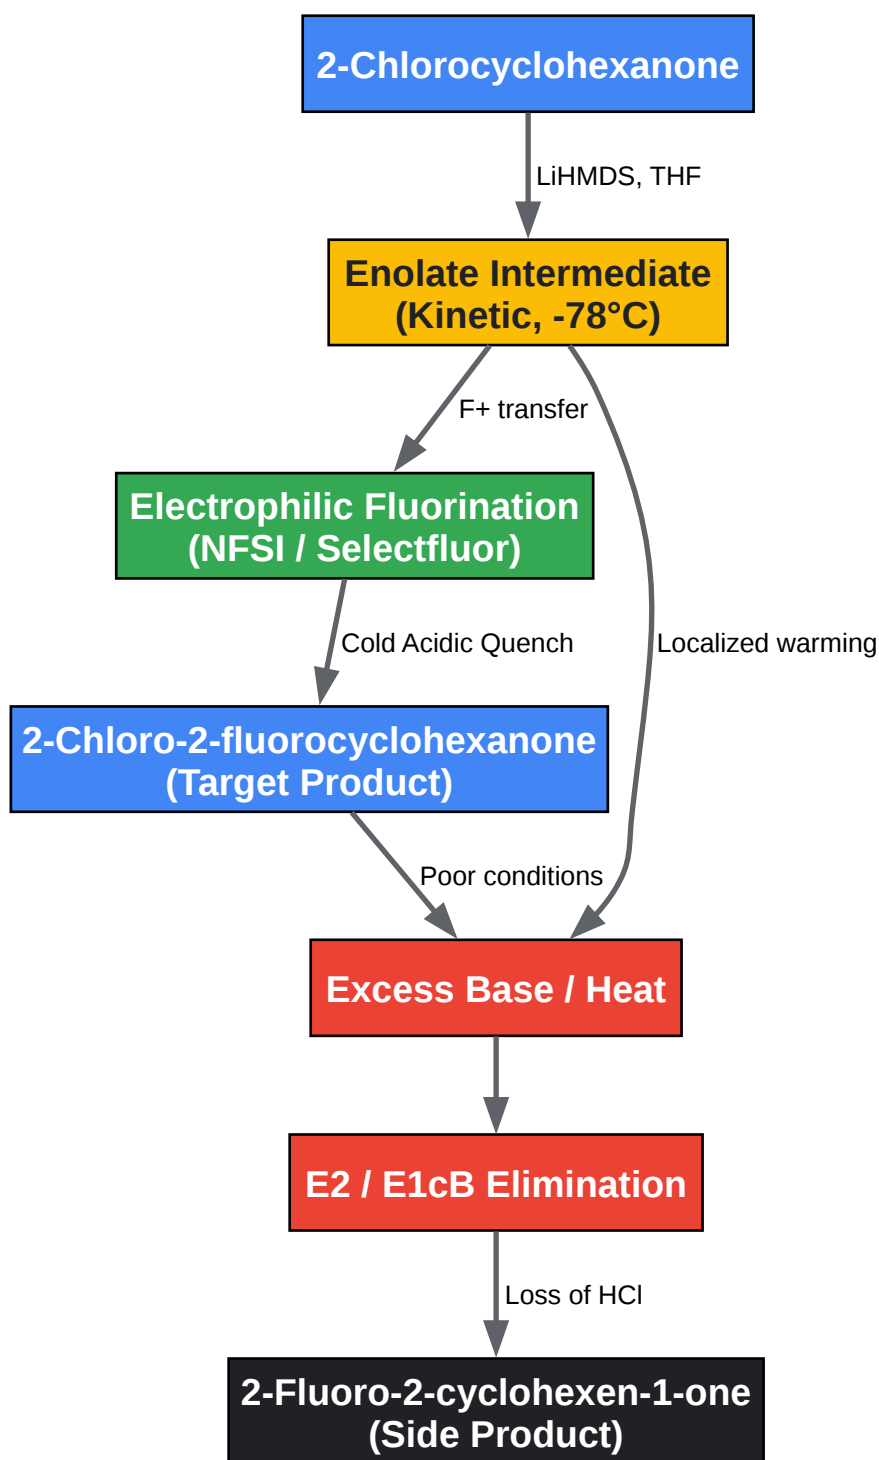 2-Chlorocyclohexanone
LiHMDS, THF
Enolate Intermediate
(Kinetic, -78°C)
F+ transfer
Electrophilic Fluorination
(NFSI / Selectfluor)
Cold Acidic Quench
Localized warming
2-Chloro-2-fluorocyclohexanone
(Target Product)
Poor conditions
Excess Base / Heat
E2 / E1cB Elimination
Loss of HCl
2-Fluoro-2-cyclohexen-1-one
(Side Product)